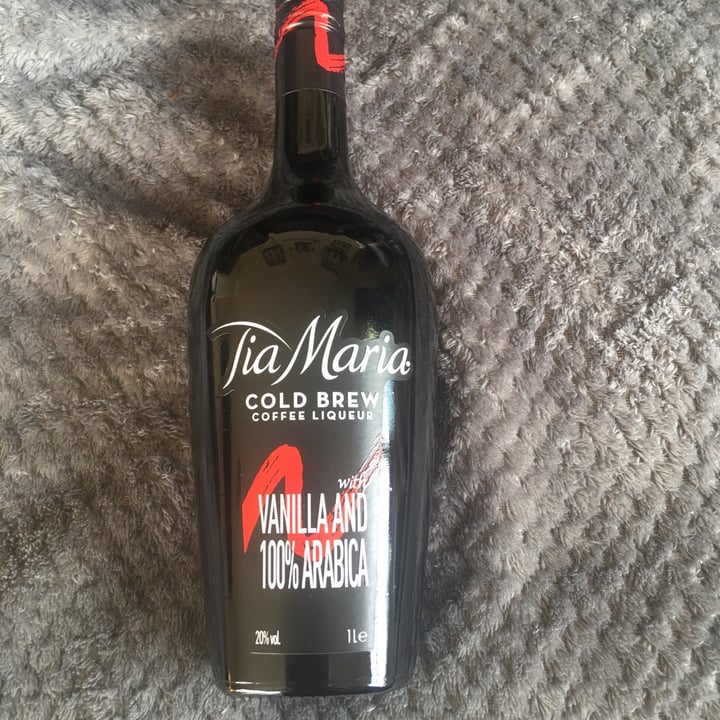 Tia Maria
COLD BREW
COFFEE LIQUEUR
with
VANILLA AND
100% ARABICA
20% vol. 1 l e